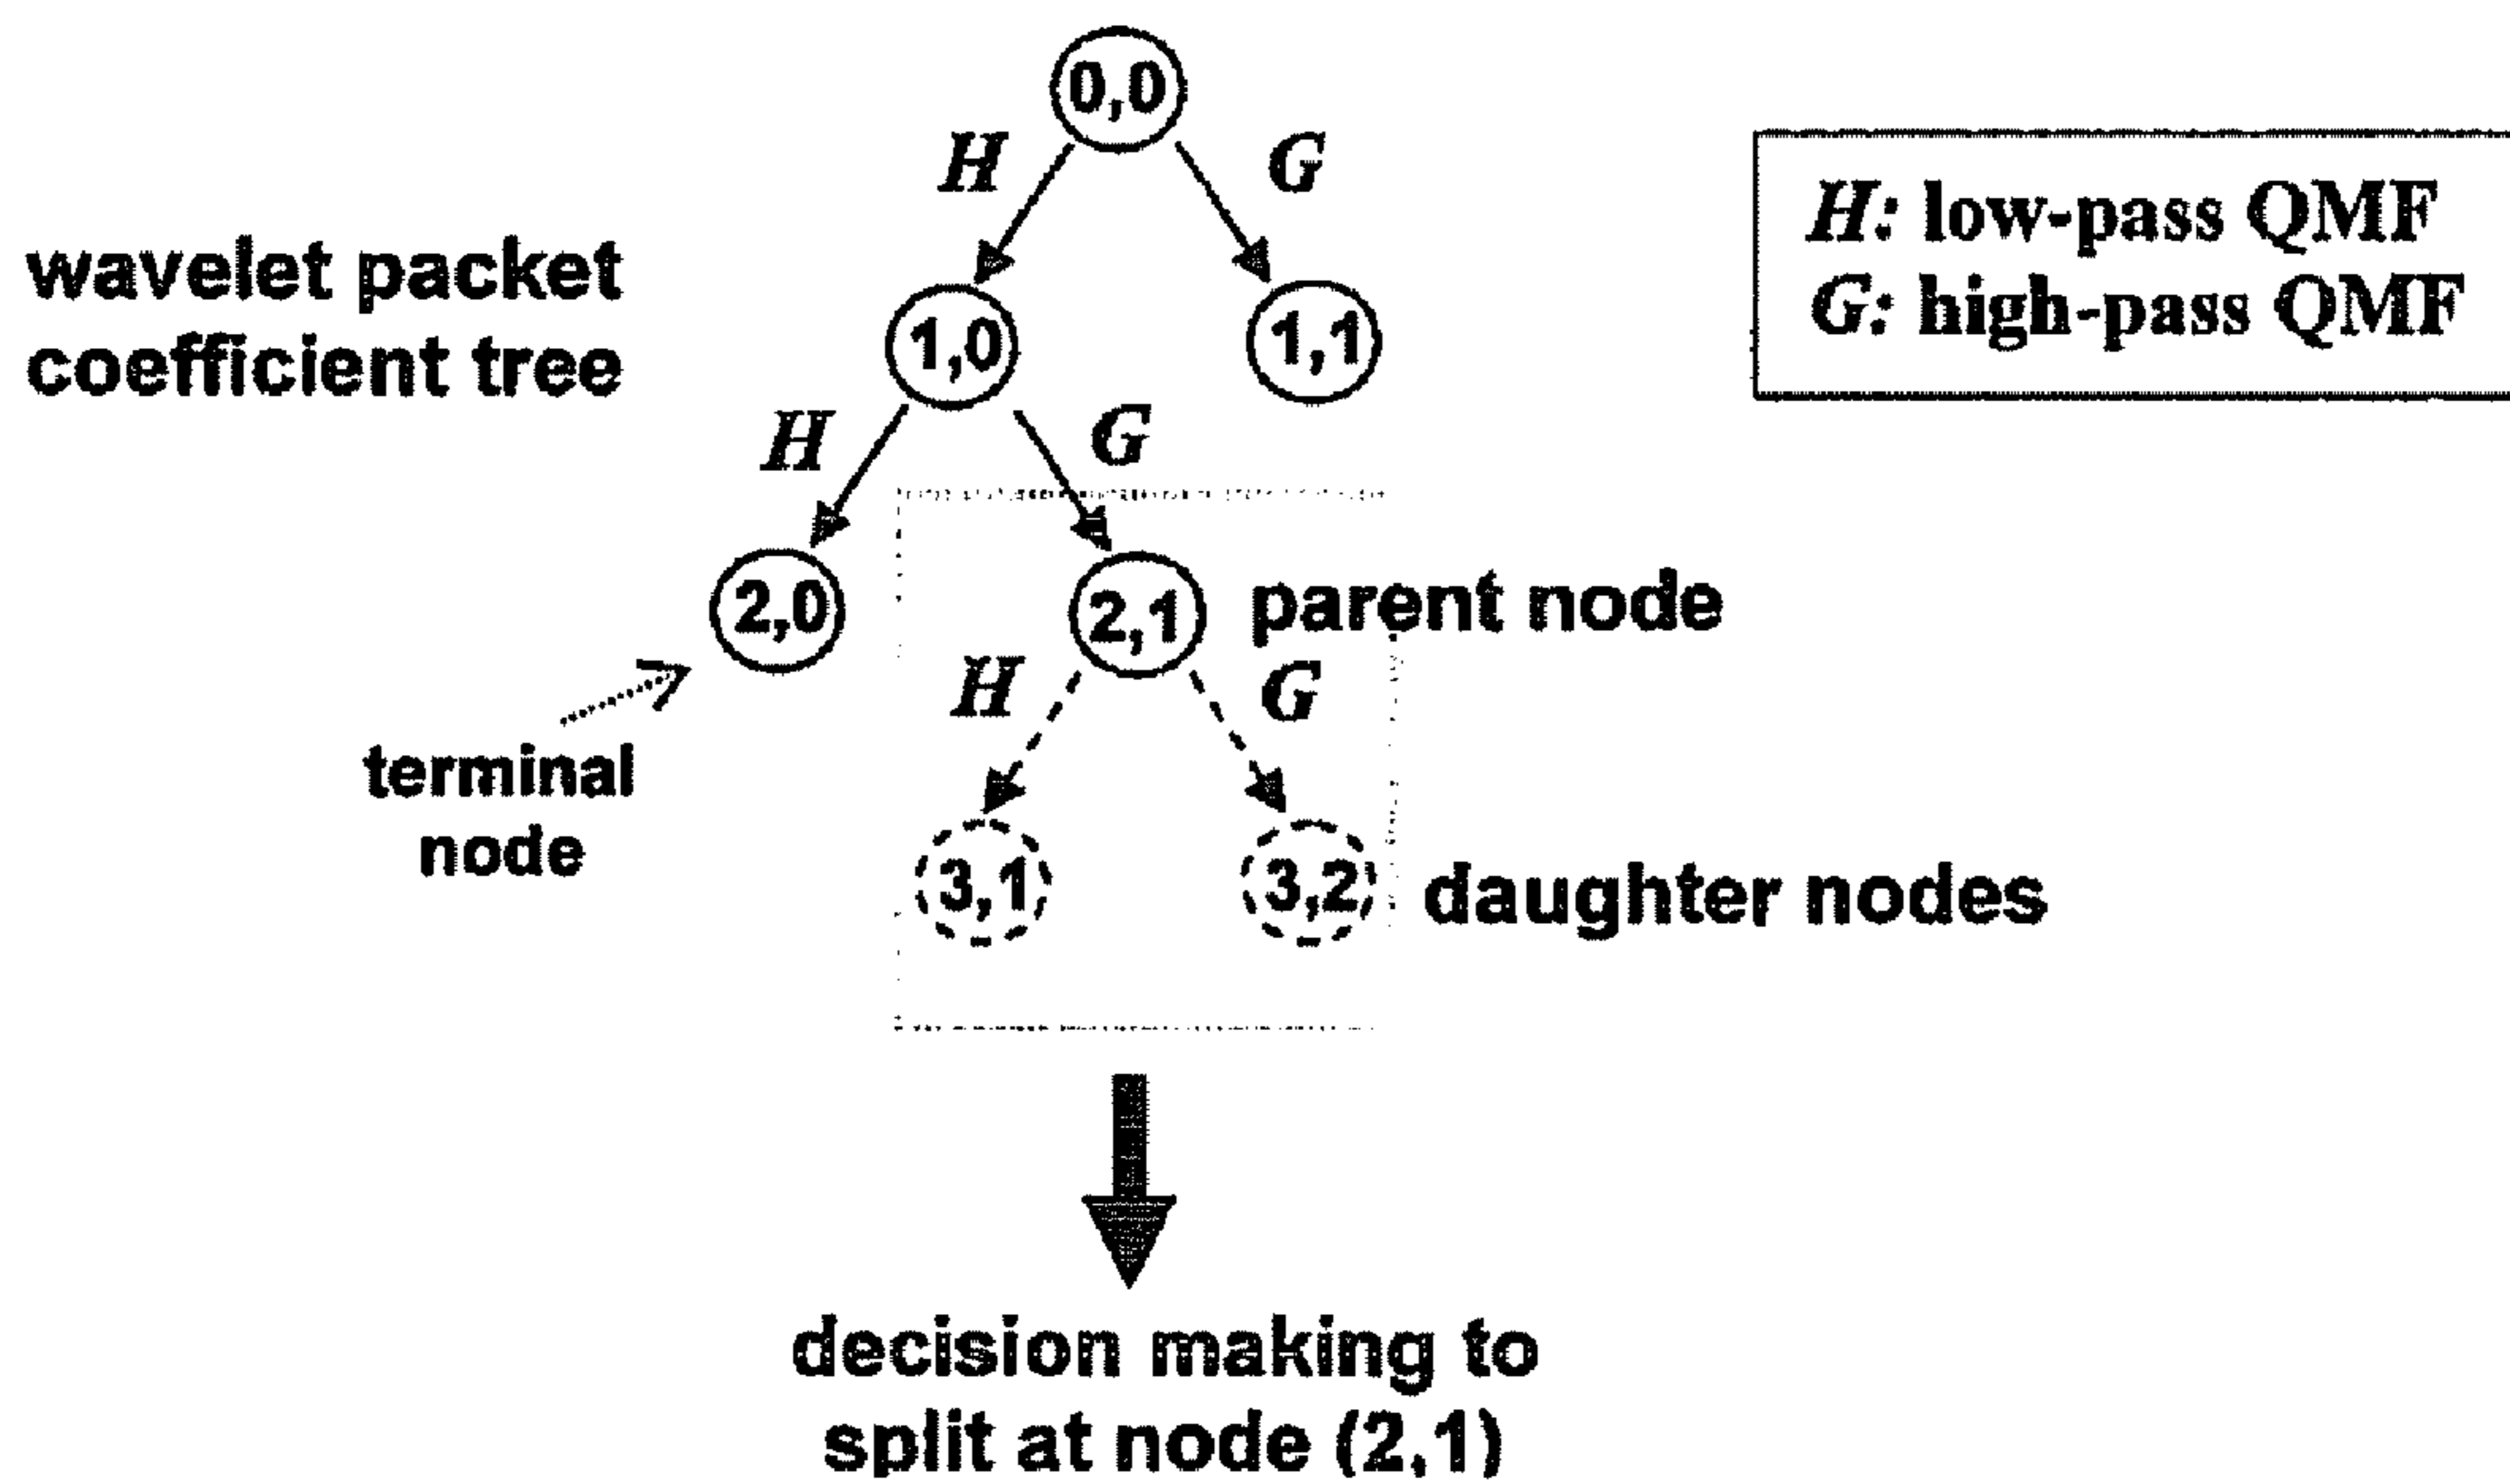 0,0
H G
H: low-pass QMF
G: high-pass QMF
wavelet packet
coefficient tree
1,0 1,1
H G
2,0 2,1 parent node
H G
terminal
node
3,1 3,2 daughter nodes
decision making to
split at node (2,1)